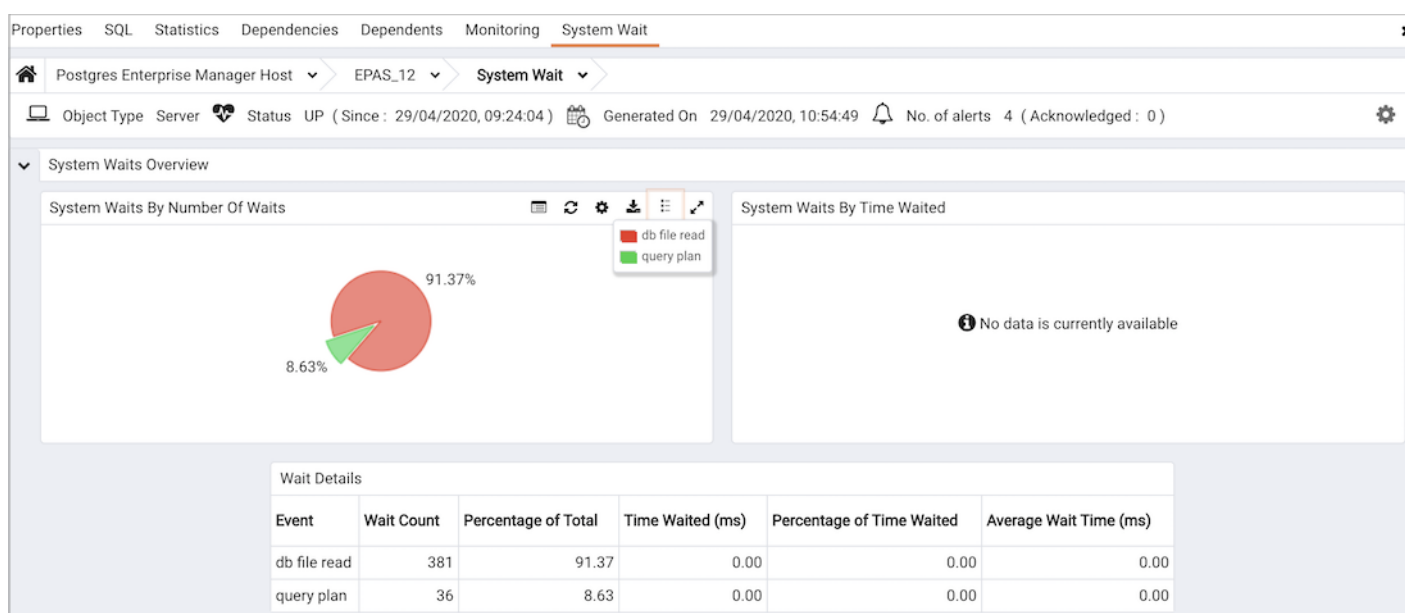 Properties SQL Statistics Dependencies Dependents Monitoring System Wait
Postgres Enterprise Manager Host EPAS_12 System Wait
Object Type Server Status UP ( Since : 29/04/2020, 09:24:04 ) Generated On 29/04/2020, 10:54:49 No. of alerts 4 ( Acknowledged : 0 )
System Waits Overview
System Waits By Number Of Waits
db file read
query plan
91.37%
8.63%
System Waits By Time Waited
No data is currently available
Wait Details
Event Wait Count Percentage of Total Time Waited (ms) Percentage of Time Waited Average Wait Time (ms)
db file read 381 91.37 0.00 0.00 0.00
query plan 36 8.63 0.00 0.00 0.00